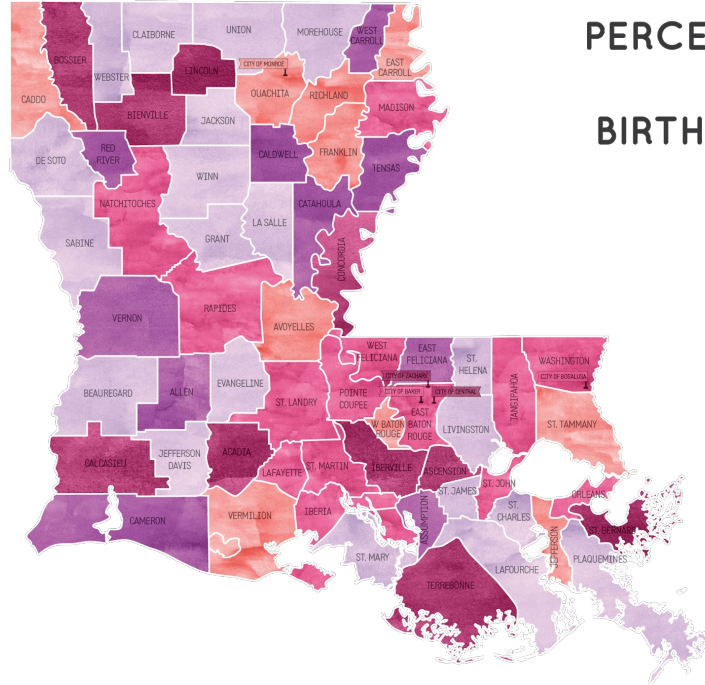 PERCE
BIRTH
UNION
MOREHOUSE
WEST
CARROLL
CLAIBORNE
BOSSIER
WEBSTER
LINCOLN
CITY OF MONROE
EAST
CARROLL
CADDO
OUACHITA
RICHLAND
MADISON
BIENVILLE
JACKSON
DE SOTO
RED
RIVER
CALDWELL
FRANKLIN
TENSAS
WINN
NATCHITOCHES
CATAHOULA
LA SALLE
SABINE
GRANT
CONCORDIA
RAPIDES
VERNON
AVOYELLES
WEST
FELICIANA
EAST
FELICIANA
ST.
HELENA
WASHINGTON
CITY OF ZACHARY
CITY OF BOGALUSA
BEAUREGARD
ALLEN
EVANGELINE
ST. LANDRY
POINTE
COUPEE
CITY OF BAKER
CITY OF CENTRAL
TANGIPAHOA
EAST
BATON
ROUGE
W BATON
ROUGE
LIVINGSTON
ST. TAMMANY
CALCASIEU
JEFFERSON
DAVIS
ACADIA
LAFAYETTE
ST. MARTIN
IBERVILLE
ASCENSION
ST. JAMES
ST. JOHN
ORLEANS
CAMERON
VERMILION
IBERIA
ASSUMPTION
ST.
CHARLES
JEFFERSON
ST. BERNARD
ST. MARY
LAFOURCHE
PLAQUEMINES
TERREBONNE